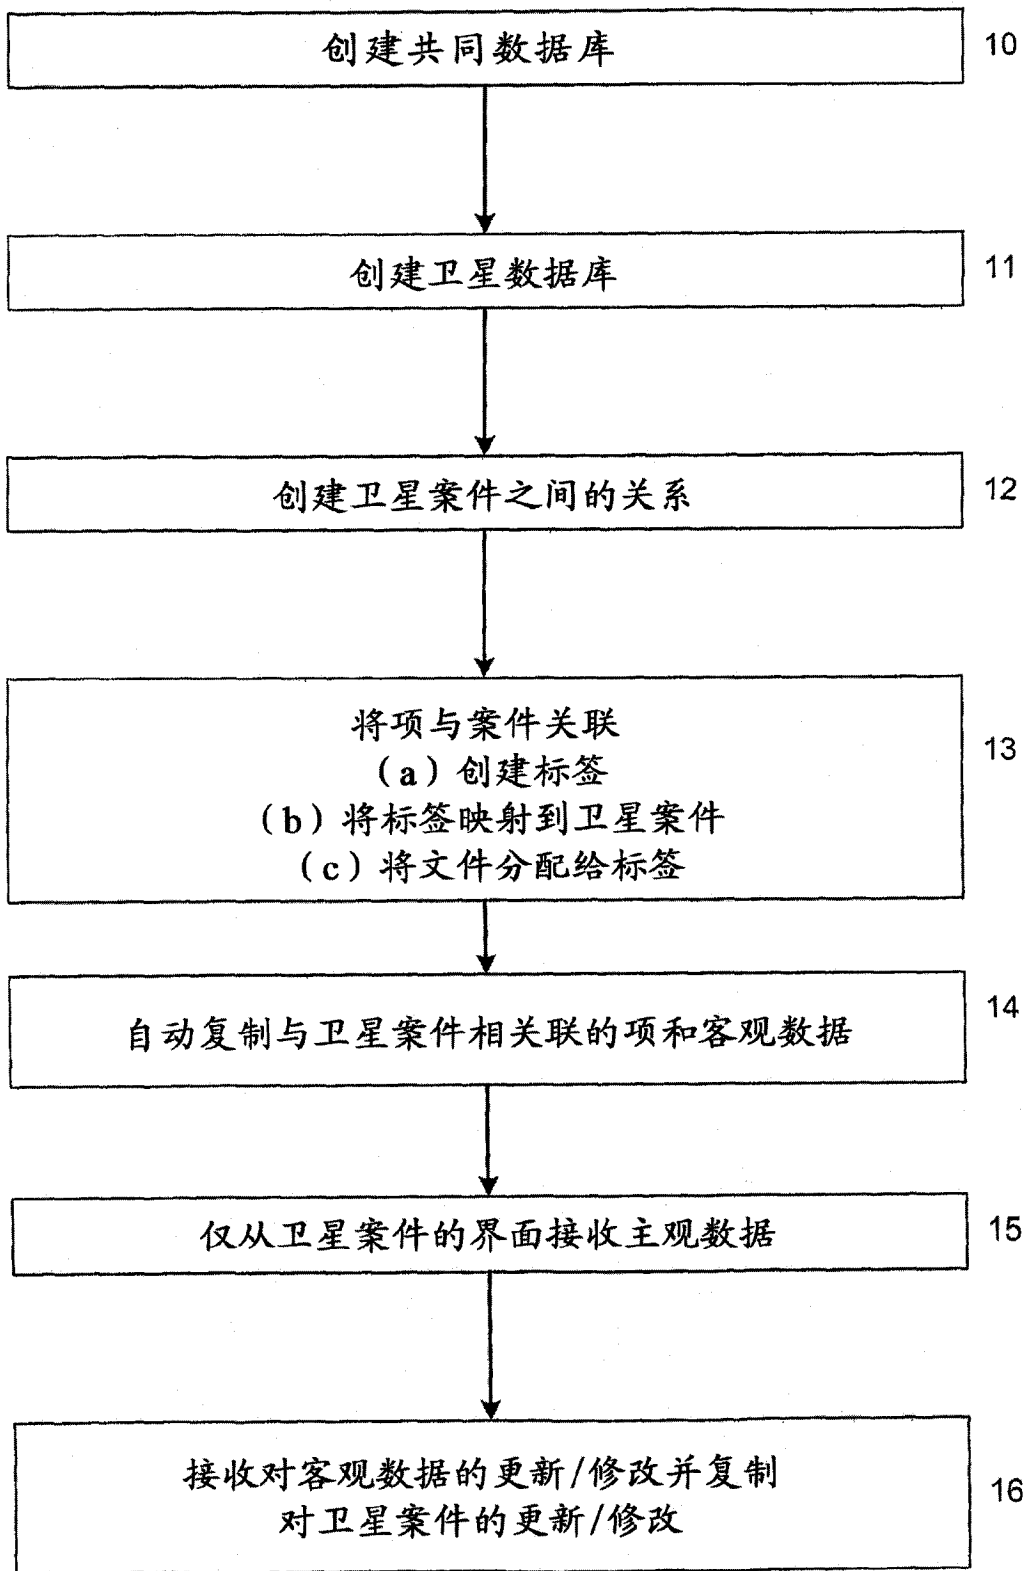 创建共同数据库
10
创建卫星数据库
11
创建卫星案件之间的关系
12
将项与案件关联
(a)创建标签
(b)将标签映射到卫星案件
(c)将文件分配给标签
13
自动复制与卫星案件相关联的项和客观数据
14
仅从卫星案件的界面接收主观数据
15
接收对客观数据的更新/修改并复制
对卫星案件的更新/修改
16